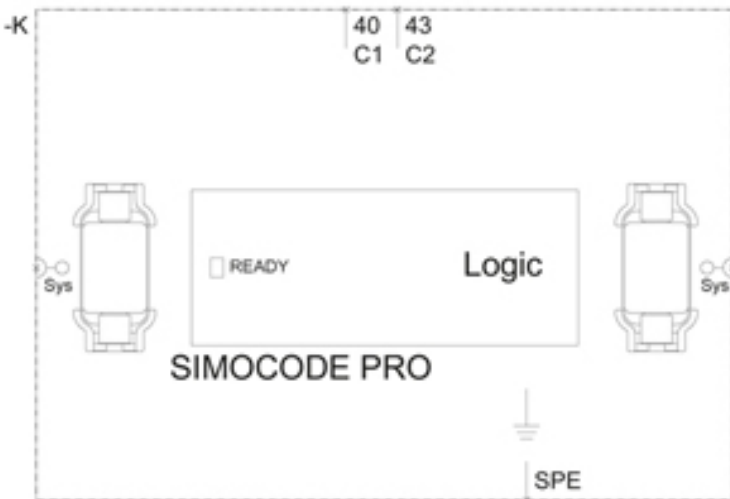 -K
40 43
C1 C2
READY
Logic
Sys
Sys
SIMOCODE PRO
SPE